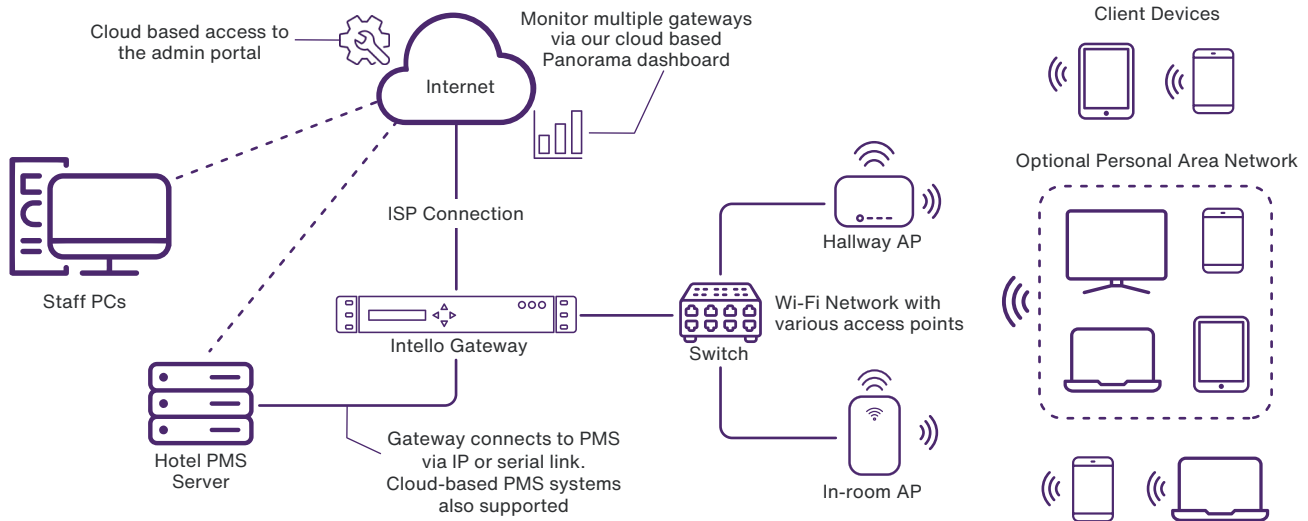 Cloud based access to
the admin portal
Monitor multiple gateways
via our cloud based
Panorama dashboard
Internet
Client Devices
Optional Personal Area Network
ISP Connection
Hallway AP
Staff PCs
Wi-Fi Network with
various access points
Intello Gateway
Switch
Gateway connects to PMS
via IP or serial link.
Cloud-based PMS systems
also supported
Hotel PMS
Server
In-room AP